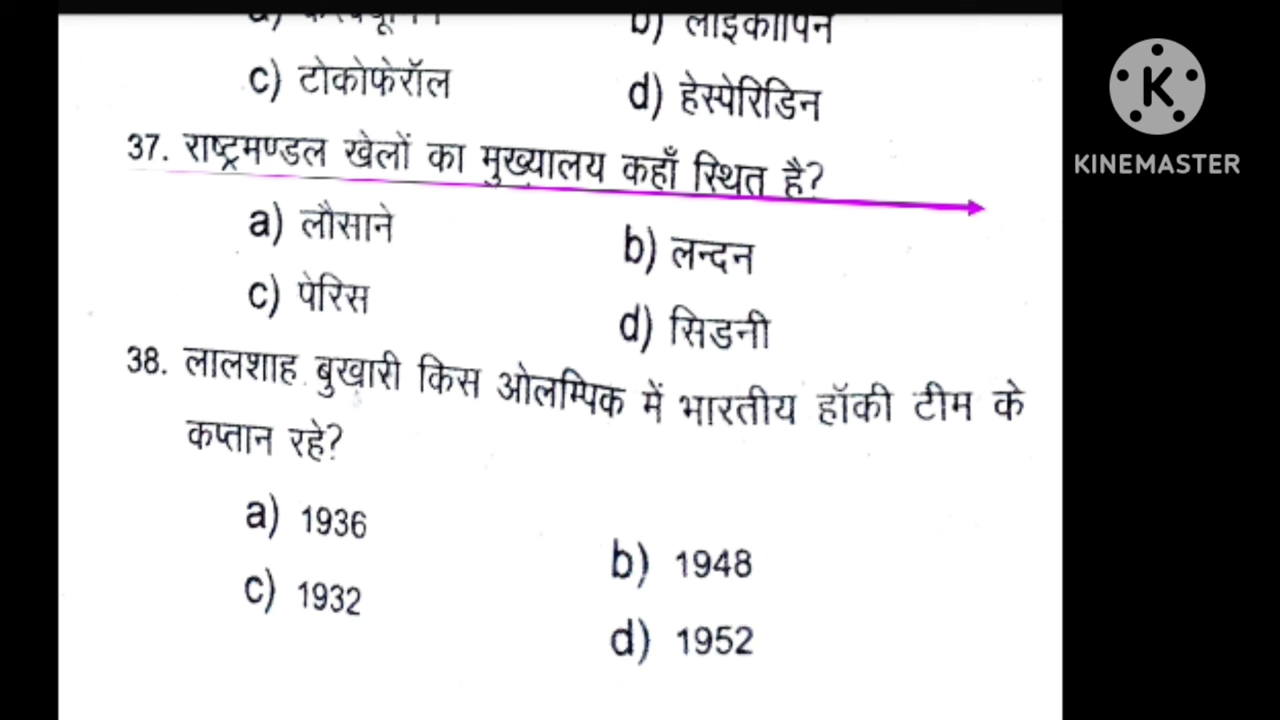 b) लाइकोपिन
c) टोकोफेरॉल
d) हेस्पेरिडिन
37. राष्ट्रमण्डल खेलों का मुख्यालय कहाँ स्थित है?
a) लौसाने
b) लन्दन
c) पेरिस
d) सिडनी
38. लालशाह बुखारी किस ओलम्पिक में भारतीय हॉकी टीम के
कप्तान रहे?
a) 1936
b) 1948
c) 1932
d) 1952
K
KINEMASTER